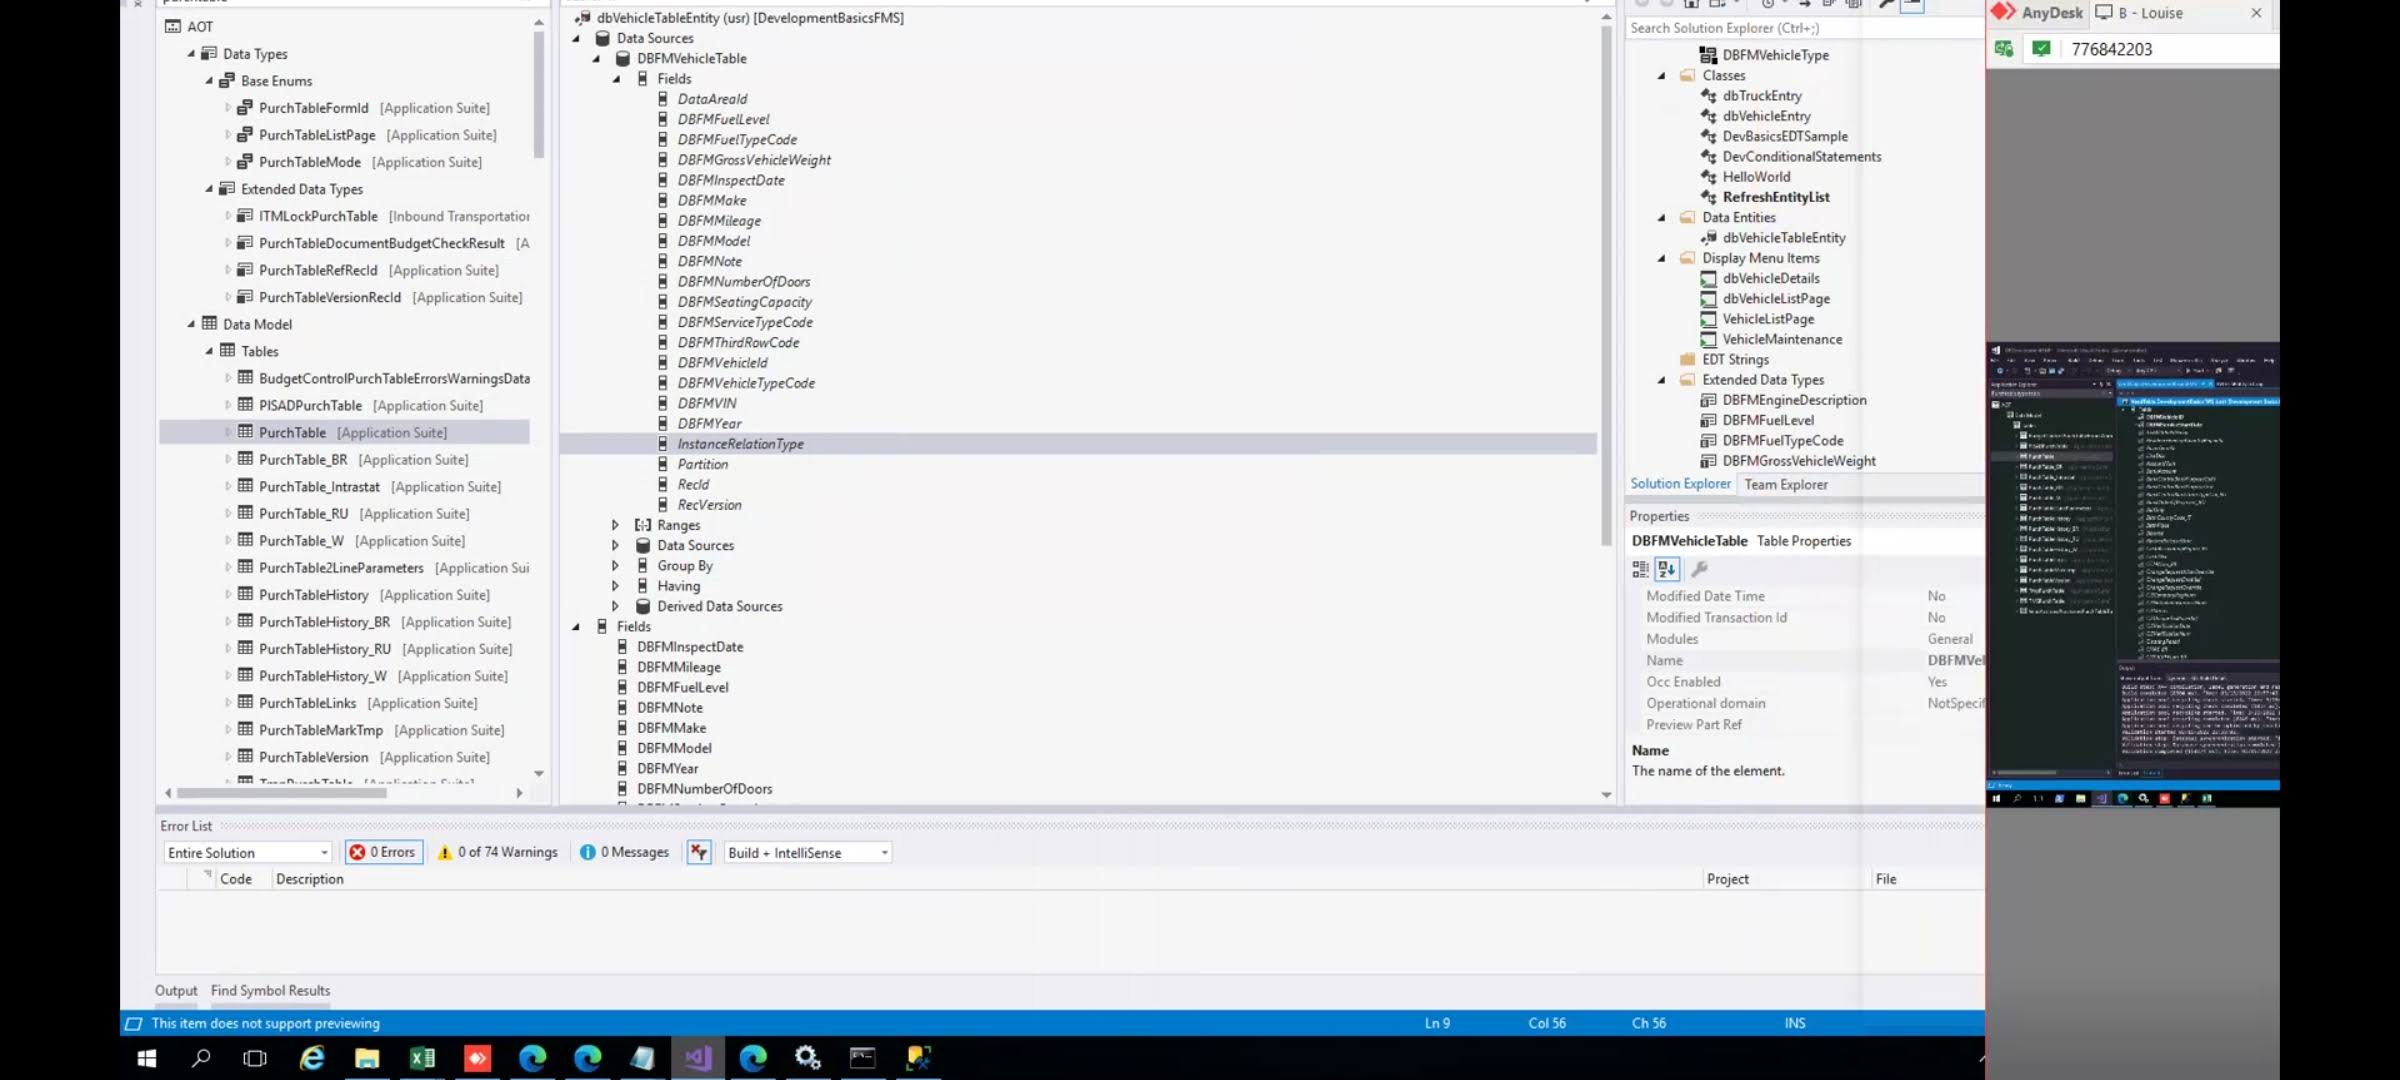 AOT
Data Types
Base Enums
PurchTableFormId [Application Suite]
PurchTableListPage [Application Suite]
PurchTableMode [Application Suite]
Extended Data Types
ITMLockPurchTable [Inbound Transportation
PurchTableDocumentBudgetCheckResult [A
PurchTableRefRecId [Application Suite]
PurchTableVersionRecId [Application Suite]
Data Model
Tables
BudgetControlPurchTableErrorsWarningsData
PISADPurchTable [Application Suite]
PurchTable [Application Suite]
PurchTable_BR [Application Suite]
PurchTable_Intrastat [Application Suite]
PurchTable_RU [Application Suite]
PurchTable_W [Application Suite]
PurchTable2LineParameters [Application Sui
PurchTableHistory [Application Suite]
PurchTableHistory_BR [Application Suite]
PurchTableHistory_RU [Application Suite]
PurchTableHistory_W [Application Suite]
PurchTableLinks [Application Suite]
PurchTableMarkTmp [Application Suite]
PurchTableVersion [Application Suite]
dbVehicleTableEntity (usr) [DevelopmentBasicsFMS]
Data Sources
DBFMVehicleTable
Fields
DataAreaId
DBFMFuelLevel
DBFMFuelTypeCode
DBFMGrossVehicleWeight
DBFMInspectDate
DBFMMake
DBFMMileage
DBFMModel
DBFMNote
DBFMNumberOfDoors
DBFMSeatingCapacity
DBFMServiceTypeCode
DBFMThirdRowCode
DBFMVehicleId
DBFMVehicleTypeCode
DBFMVIN
DBFMYear
InstanceRelationType
Partition
RecId
RecVersion
Ranges
Data Sources
Group By
Having
Derived Data Sources
Fields
DBFMInspectDate
DBFMMileage
DBFMFuelLevel
DBFMNote
DBFMMake
DBFMModel
DBFMYear
DBFMNumberOfDoors
Search Solution Explorer (Ctrl+;)
DBFMVehicleType
Classes
dbTruckEntry
dbVehicleEntry
DevBasicsEDTSample
DevConditionalStatements
HelloWorld
RefreshEntityList
Data Entities
dbVehicleTableEntity
Display Menu Items
dbVehicleDetails
dbVehicleListPage
VehicleListPage
VehicleMaintenance
EDT Strings
Extended Data Types
DBFMEngineDescription
DBFMFuelLevel
DBFMFuelTypeCode
DBFMGrossVehicleWeight
Solution Explorer Team Explorer
Properties
DBFMVehicleTable Table Properties
Modified Date Time No
Modified Transaction Id No
Modules General
Name DBFMVel
Occ Enabled Yes
Operational domain NotSpecif
Preview Part Ref
Name
The name of the element.
AnyDesk B - Louise
776842203
Error List
Entire Solution 0 Errors 0 of 74 Warnings 0 Messages Build + IntelliSense
Code Description Project File
Output Find Symbol Results
This item does not support previewing Ln 9 Col 56 Ch 56 INS